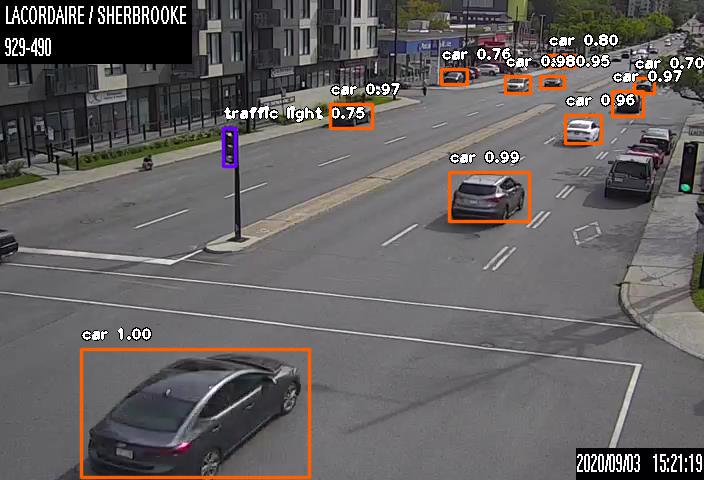 LACORDAIRE / SHERBROOKE
929-490
car 0.80
car 0.76
car 0.98
0.95
car 0.70
car 0.97
car 0.97
car 0.96
traffic light 0.75
car 0.99
car 1.00
2020/09/03 15:21:19